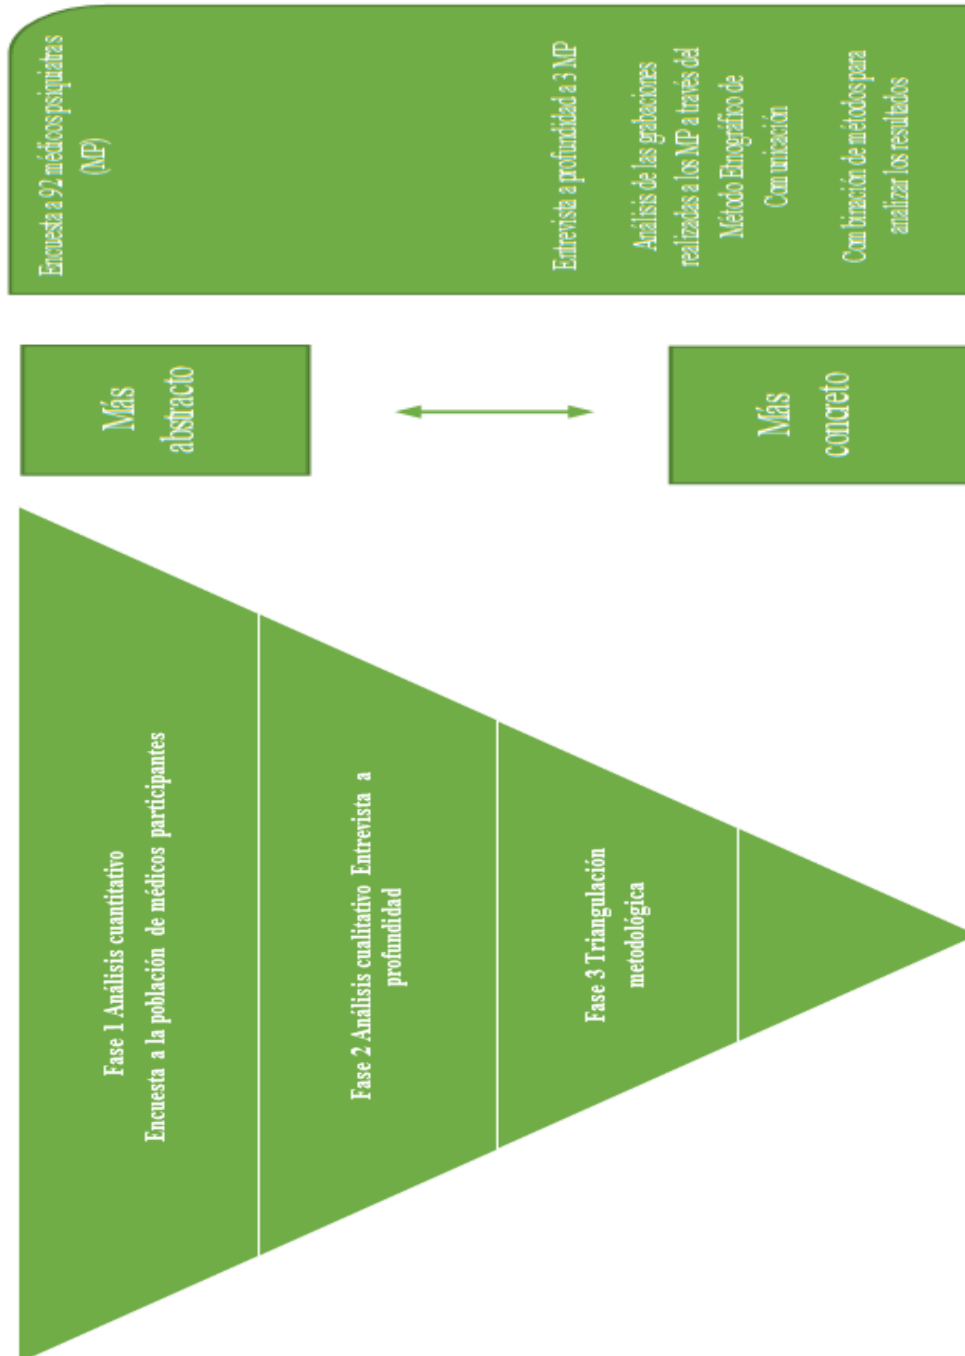 Fase 1 Análisis cuantitativo
Encuesta a la población de médicos participantes
Fase 2 Análisis cualitativo Entrevista a
profundidad
Fase 3 Triangulación
metodológica
Más
abstracto
Más
concreto
Encuesta a 92 médicos psiquiatras
(MP)
Entrevista a profundidad a 3 MP
Análisis de las grabaciones
realizadas a los MP a través del
Método Etnográfico de
Comunicación
Combinación de métodos para
analizar los resultados